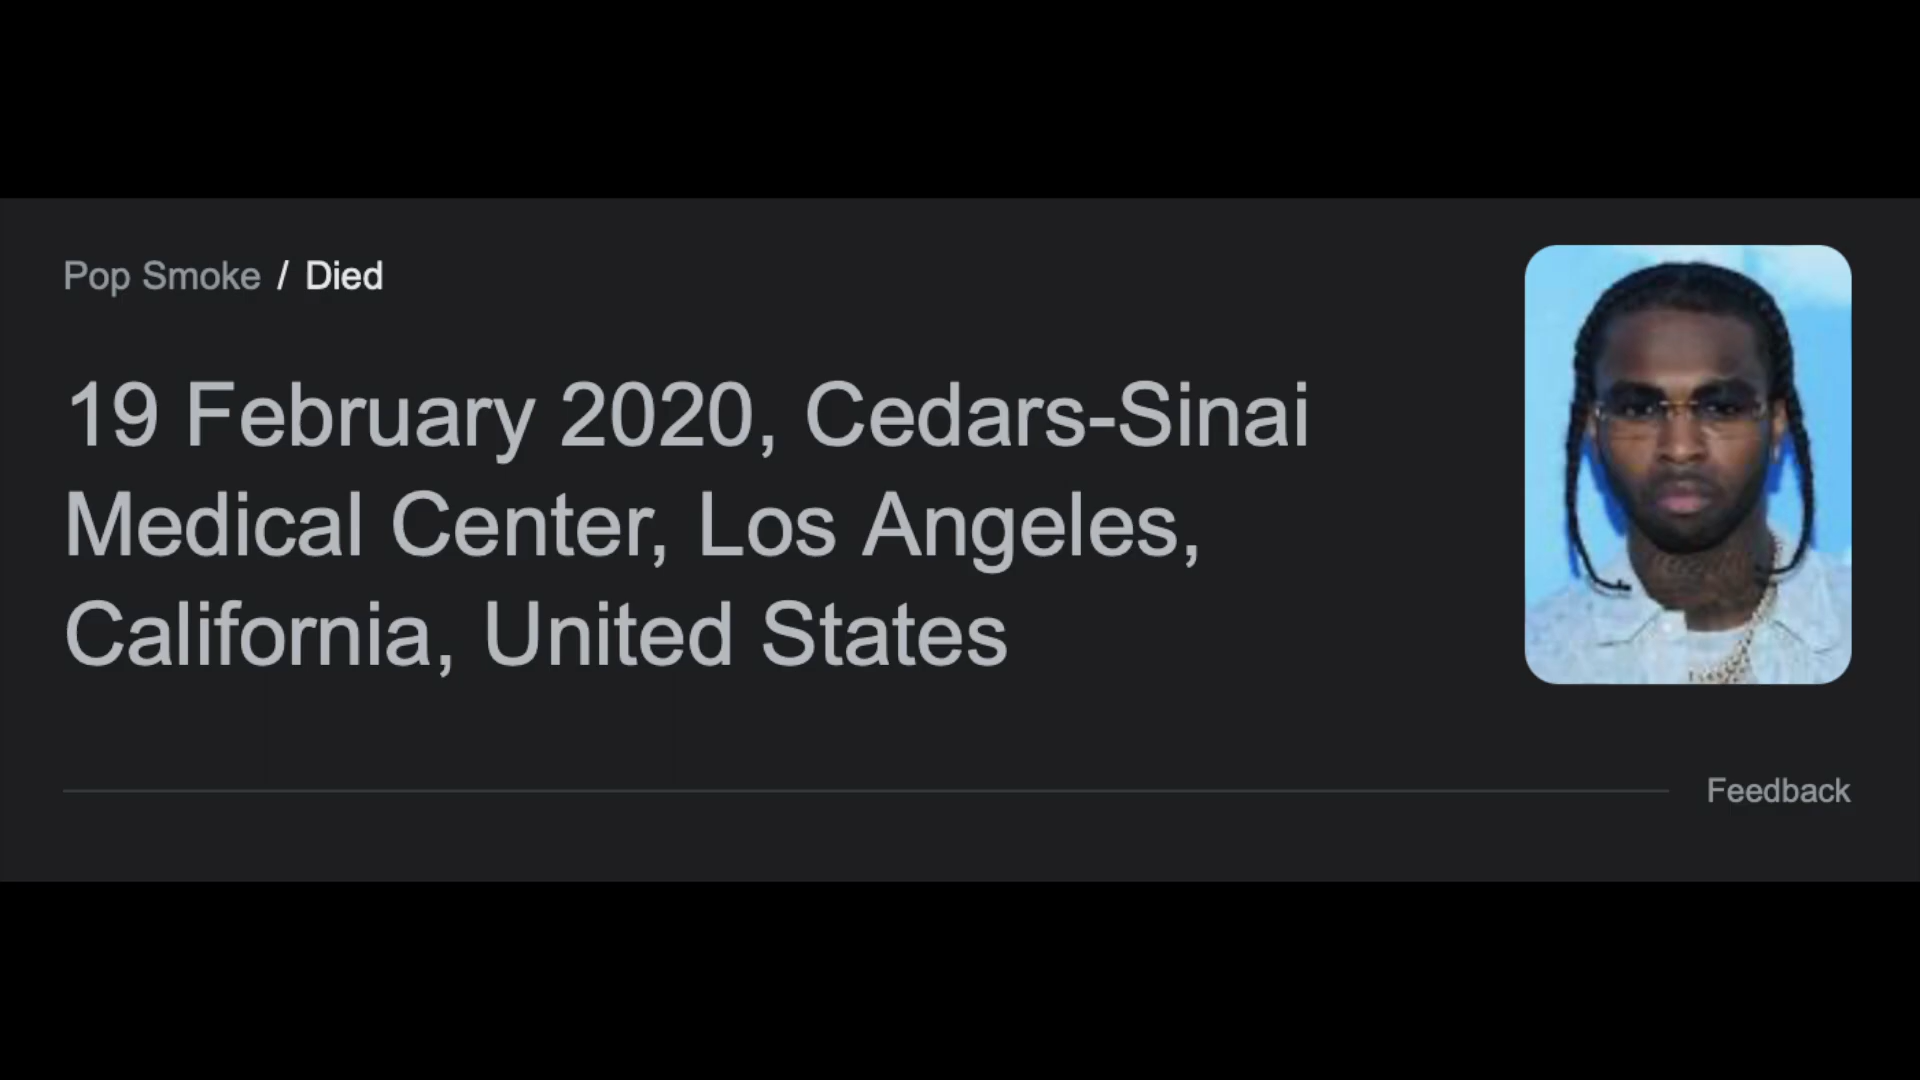 Pop Smoke / Died
19 February 2020, Cedars-Sinai
Medical Center, Los Angeles,
California, United States
Feedback